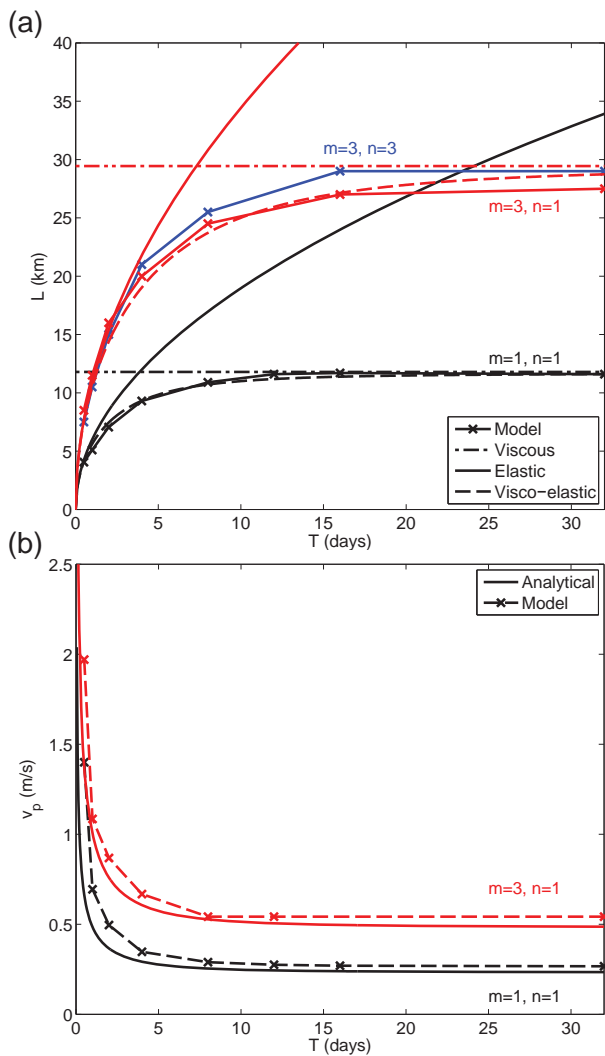 (a)
40
35
30
25
20
15
10
5
0
L (km)
m=3, n=3
m=3, n=1
m=1, n=1
Model
Viscous
Elastic
Visco−elastic
0 5 10 15 20 25 30
T (days)
(b)
2.5
2
1.5
1
0.5
0
v_p (m/s)
Analytical
Model
m=3, n=1
m=1, n=1
0 5 10 15 20 25 30
T (days)